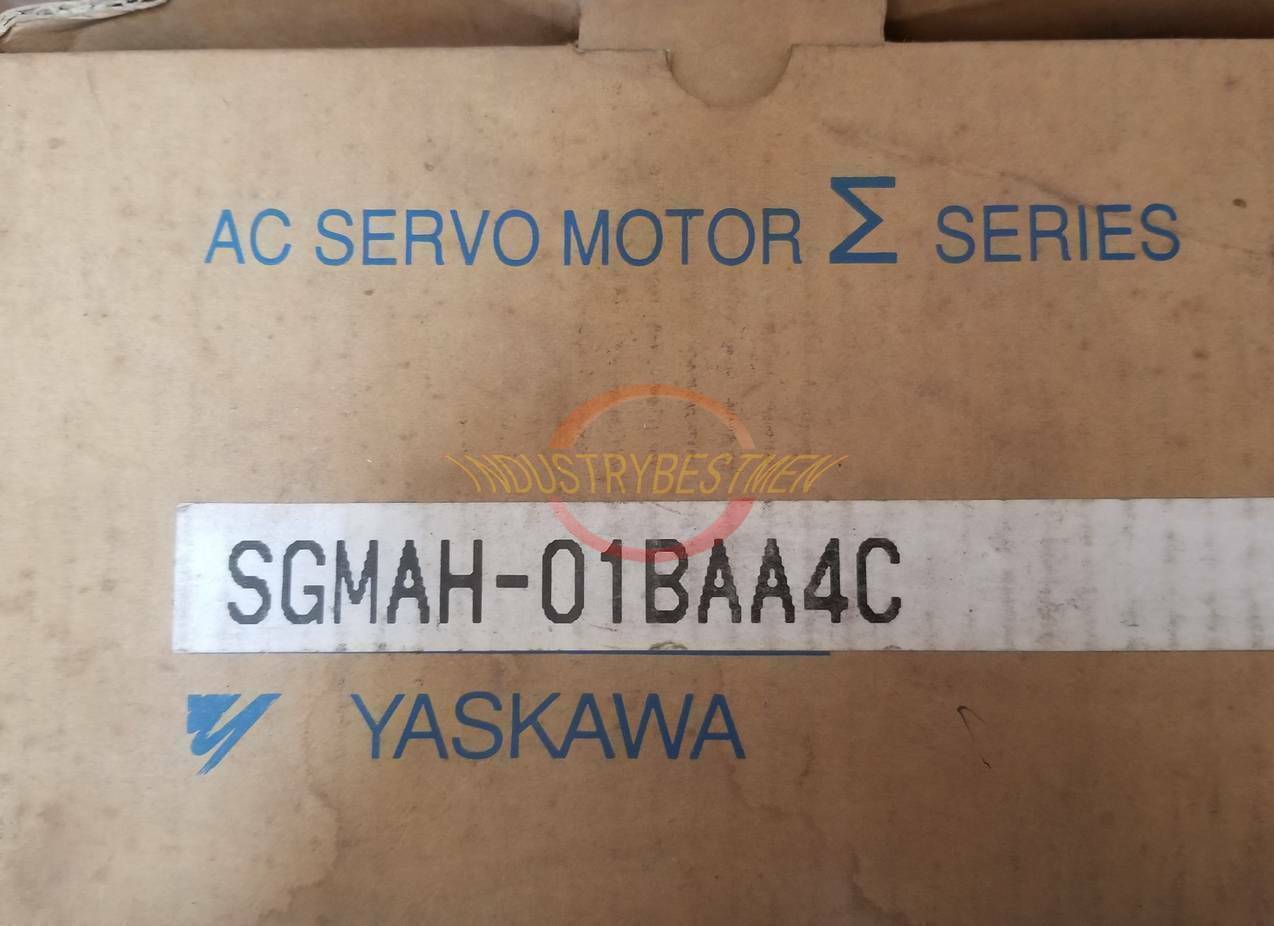 AC SERVO MOTOR Σ SERIES
INDUSTRYBESTMEN
SGMAH-01BAA4C
YASKAWA